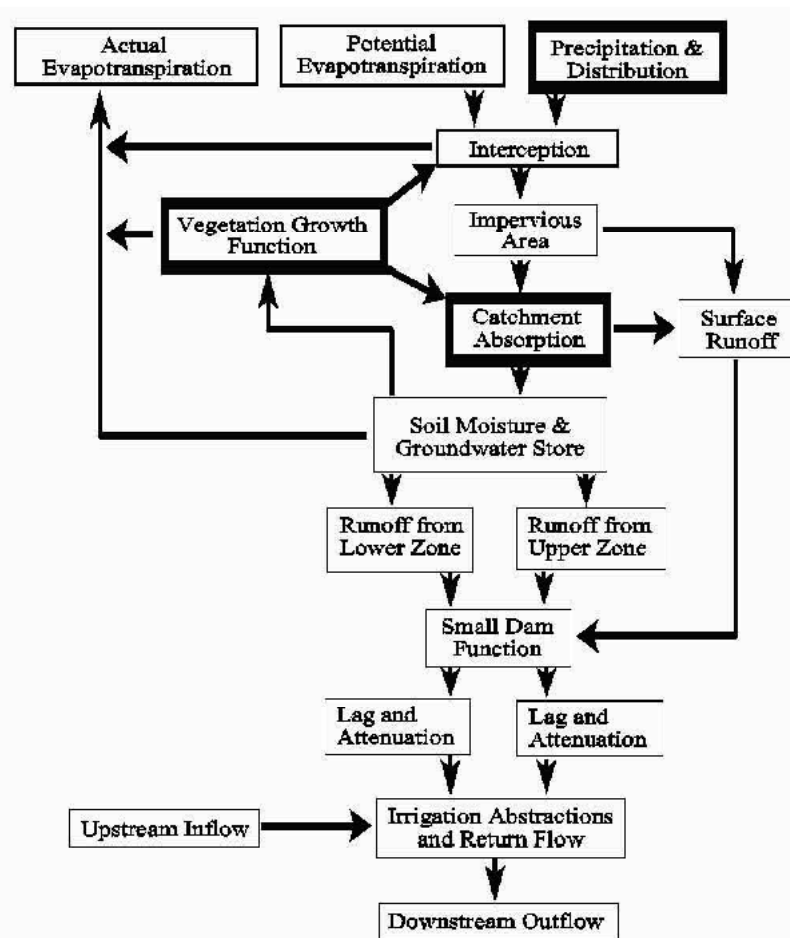 Actual
Evapotranspiration
Potential
Evapotranspiration
Precipitation &
Distribution
Interception
Vegetation Growth
Function
Impervious
Area
Catchment
Absorption
Surface
Runoff
Soil Moisture &
Groundwater Store
Runoff from
Lower Zone
Runoff from
Upper Zone
Small Dam
Function
Lag and
Attenuation
Lag and
Attenuation
Upstream Inflow
Irrigation Abstractions
and Return Flow
Downstream Outflow